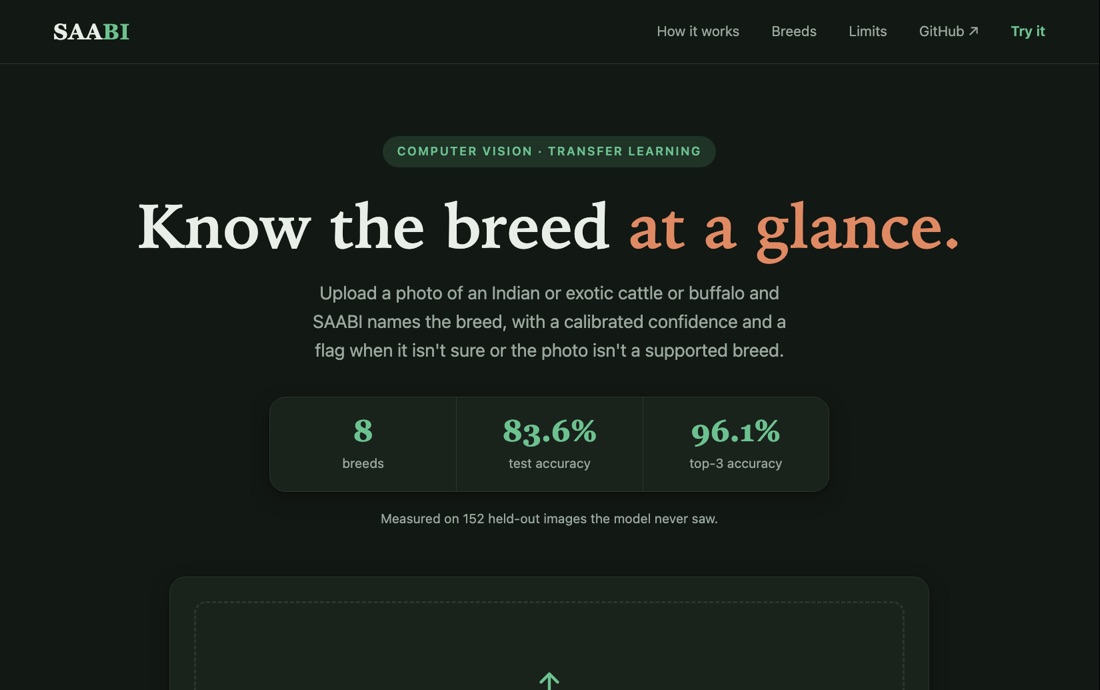 SAABI
How it works Breeds Limits GitHub ↗ Try it
COMPUTER VISION · TRANSFER LEARNING
Know the breed at a glance.
Upload a photo of an Indian or exotic cattle or buffalo and
SAABI names the breed, with a calibrated confidence and a
flag when it isn't sure or the photo isn't a supported breed.
8 83.6% 96.1%
breeds test accuracy top-3 accuracy
Measured on 152 held-out images the model never saw.